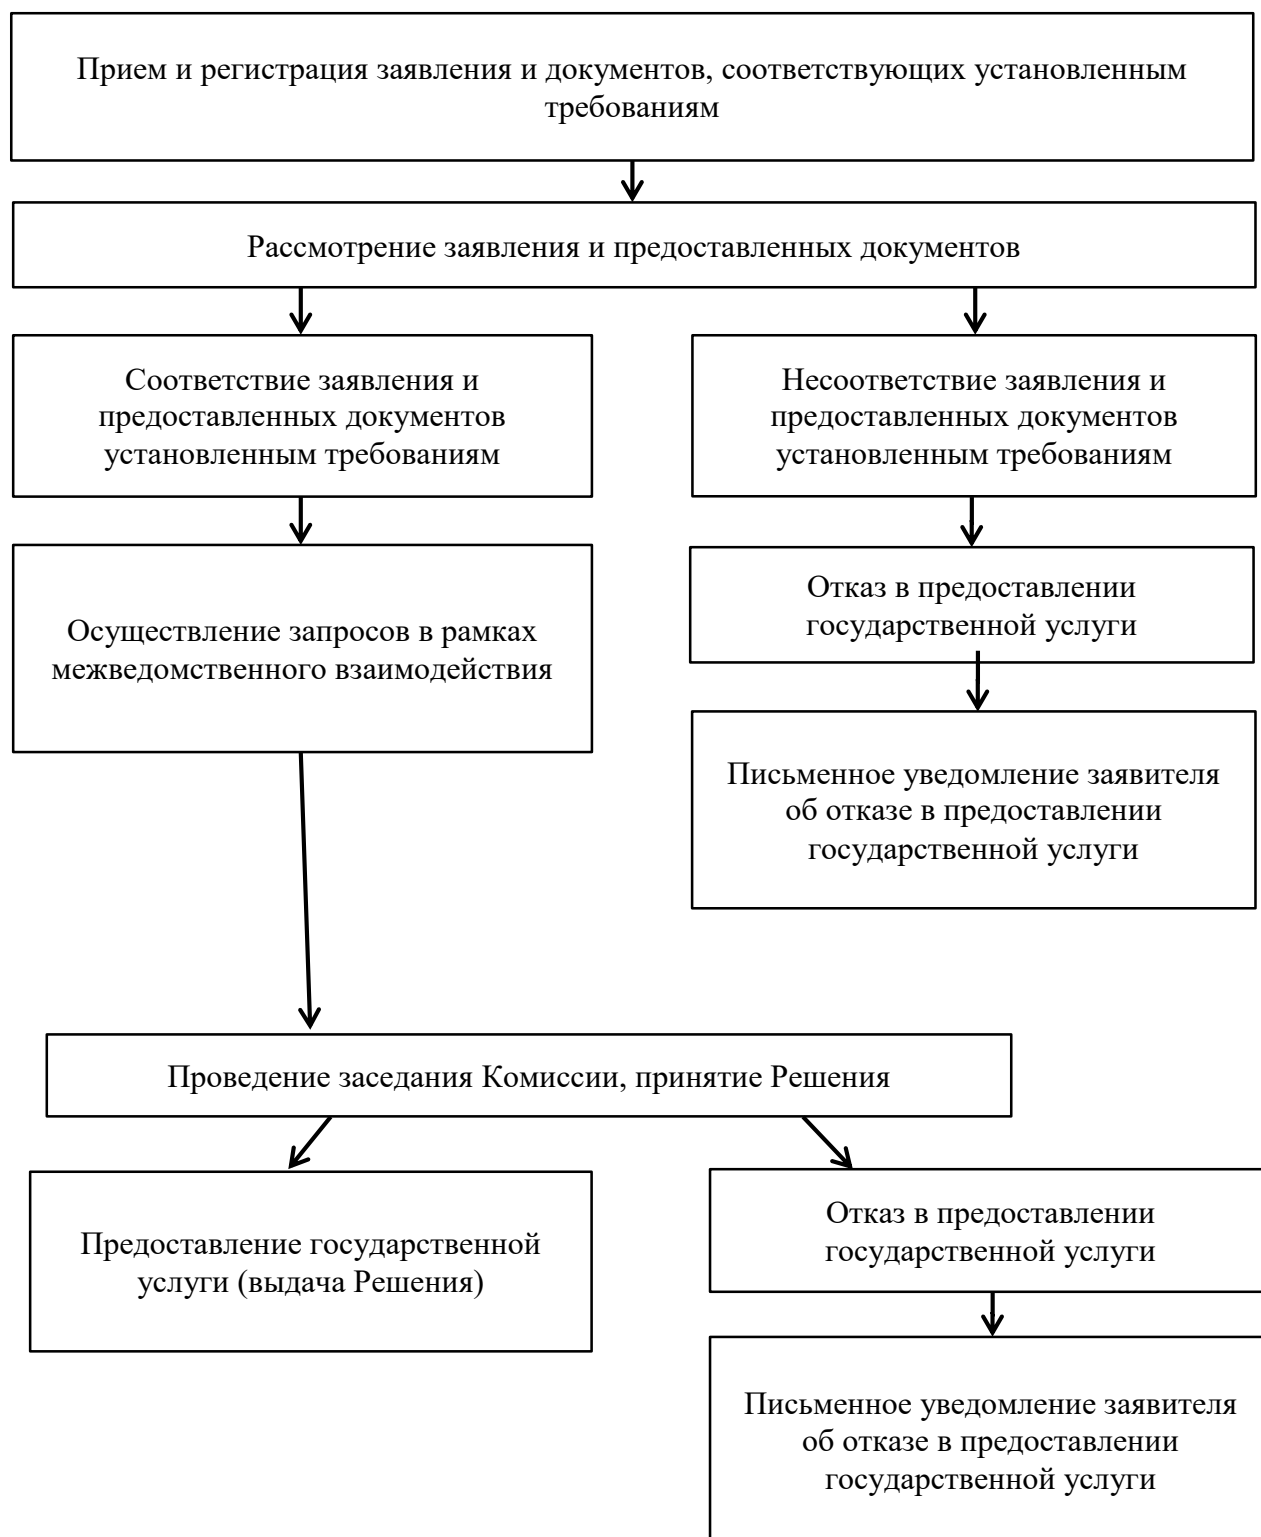 Прием и регистрация заявления и документов, соответствующих установленным
требованиям
Рассмотрение заявления и предоставленных документов
Соответствие заявления и
предоставленных документов
установленным требованиям
Несоответствие заявления и
предоставленных документов
установленным требованиям
Осуществление запросов в рамках
межведомственного взаимодействия
Отказ в предоставлении
государственной услуги
Письменное уведомление заявителя
об отказе в предоставлении
государственной услуги
Проведение заседания Комиссии, принятие Решения
Предоставление государственной
услуги (выдача Решения)
Отказ в предоставлении
государственной услуги
Письменное уведомление заявителя
об отказе в предоставлении
государственной услуги